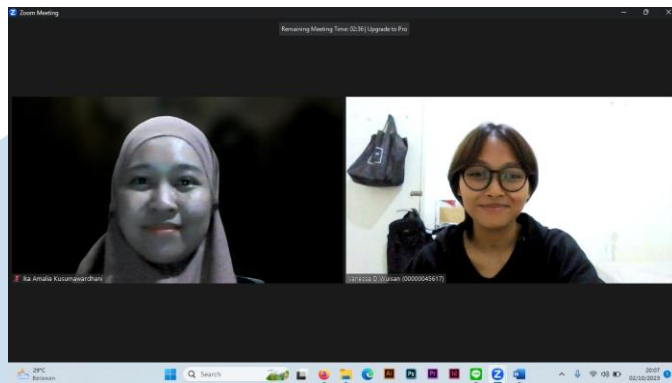 Zoom Meeting
Remaining Meeting Time: 02:36 | Upgrade to Pro
Ika Amalia Kusumawardhani
Vanessa D Wuisan (00000045617)
29°C
Berawan
Search
20:07
02/10/2023